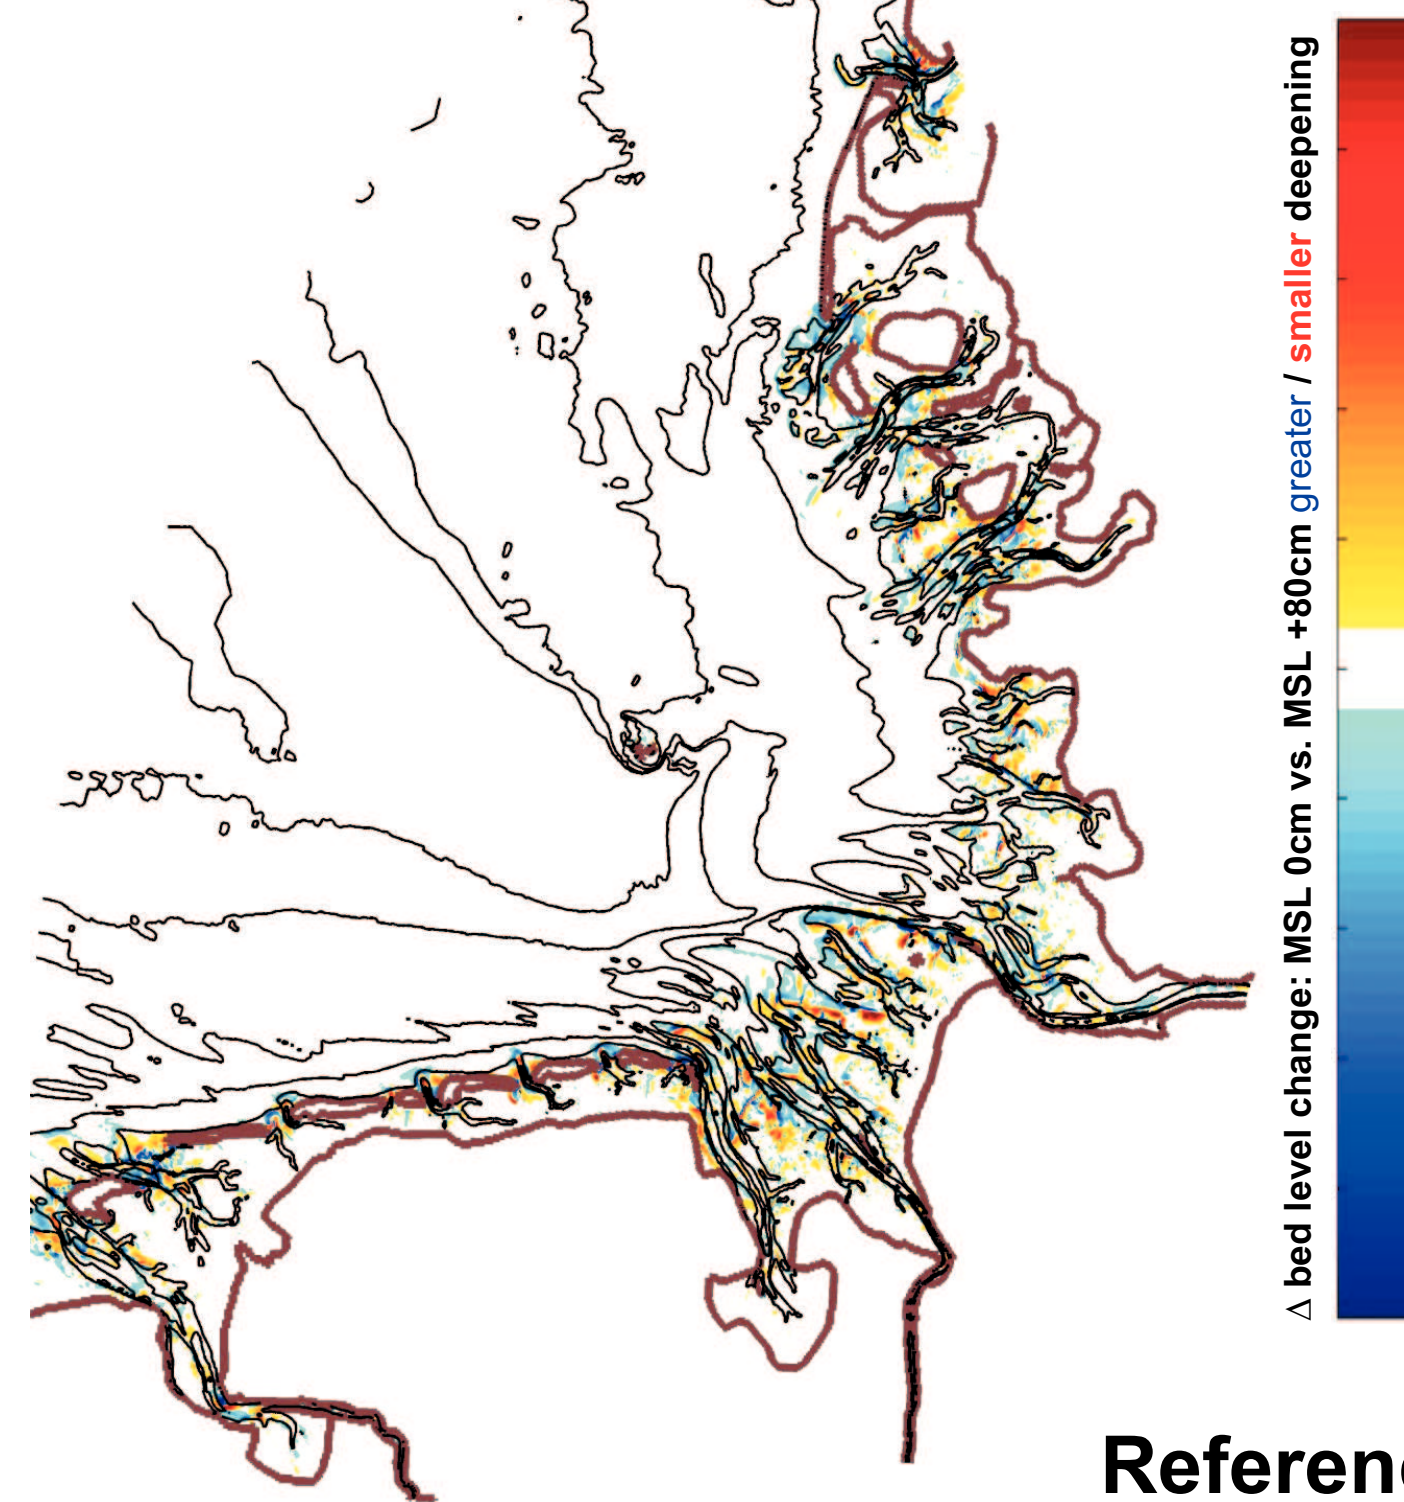 Δ bed level change: MSL 0cm vs. MSL +80cm greater / smaller deepening
Referen